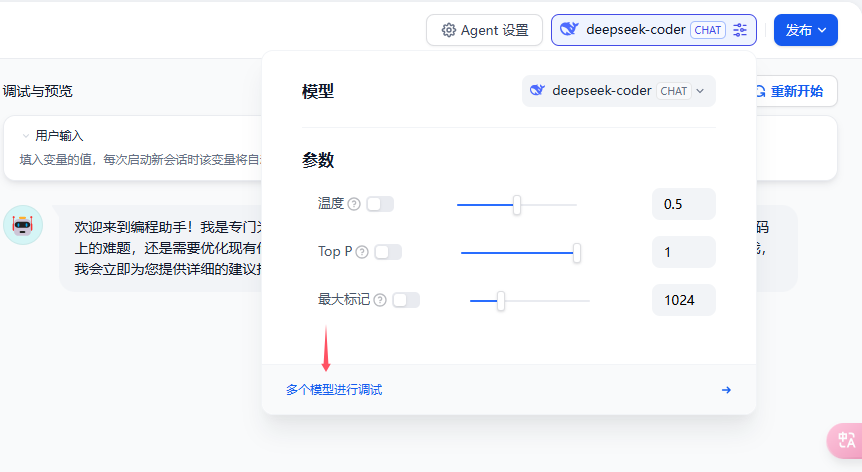 Agent 设置
deepseek-coder CHAT
发布
调试与预览
重新开始
用户输入
填入变量的值，每次启动新会话时该变量将自
欢迎来到编程助手！我是专门
码
上的难题，还是需要优化现有
我会立即为您提供详细的建议
模型
deepseek-coder CHAT
参数
温度
0.5
Top P
1
最大标记
1024
多个模型进行调试